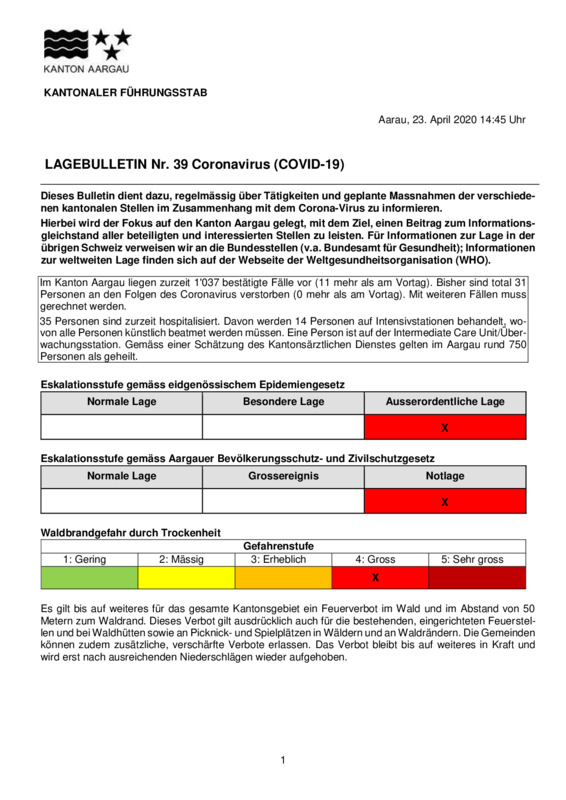 KANTON AARGAU
KANTONALER FÜHRUNGSSTAB
Aarau, 23. April 2020 14:45 Uhr
LAGEBULLETIN Nr. 39 Coronavirus (COVID-19)
Dieses Bulletin dient dazu, regelmässig über Tätigkeiten und geplante Massnahmen der verschiede-
nen kantonalen Stellen im Zusammenhang mit dem Corona-Virus zu informieren.
Hierbei wird der Fokus auf den Kanton Aargau gelegt, mit dem Ziel, einen Beitrag zum Informations-
gleichstand aller beteiligten und interessierten Stellen zu leisten. Für Informationen zur Lage in der
übrigen Schweiz verweisen wir an die Bundesstellen (v.a. Bundesamt für Gesundheit); Informationen
zur weltweiten Lage finden sich auf der Webseite der Weltgesundheitsorganisation (WHO).
Im Kanton Aargau liegen zurzeit 1'037 bestätigte Fälle vor (11 mehr als am Vortag). Bisher sind total 31
Personen an den Folgen des Coronavirus verstorben (0 mehr als am Vortag). Mit weiteren Fällen muss
gerechnet werden.
35 Personen sind zurzeit hospitalisiert. Davon werden 14 Personen auf Intensivstationen behandelt, wo-
von alle Personen künstlich beatmet werden müssen. Eine Person ist auf der Intermediate Care Unit/Über-
wachungsstation. Gemäss einer Schätzung des Kantonsärztlichen Dienstes gelten im Aargau rund 750
Personen als geheilt.
Eskalationsstufe gemäss eidgenössischem Epidemiengesetz
Normale Lage Besondere Lage Ausserordentliche Lage
X
Eskalationsstufe gemäss Aargauer Bevölkerungsschutz- und Zivilschutzgesetz
Normale Lage Grossereignis Notlage
X
Waldbrandgefahr durch Trockenheit
Gefahrenstufe
1: Gering 2: Mässig 3: Erheblich 4: Gross 5: Sehr gross
X
Es gilt bis auf weiteres für das gesamte Kantonsgebiet ein Feuerverbot im Wald und im Abstand von 50
Metern zum Waldrand. Dieses Verbot gilt ausdrücklich auch für die bestehenden, eingerichteten Feuerstel-
len und bei Waldhütten sowie an Picknick- und Spielplätzen in Wäldern und an Waldrändern. Die Gemeinden
können zudem zusätzliche, verschärfte Verbote erlassen. Das Verbot bleibt bis auf weiteres in Kraft und
wird erst nach ausreichenden Niederschlägen wieder aufgehoben.
1